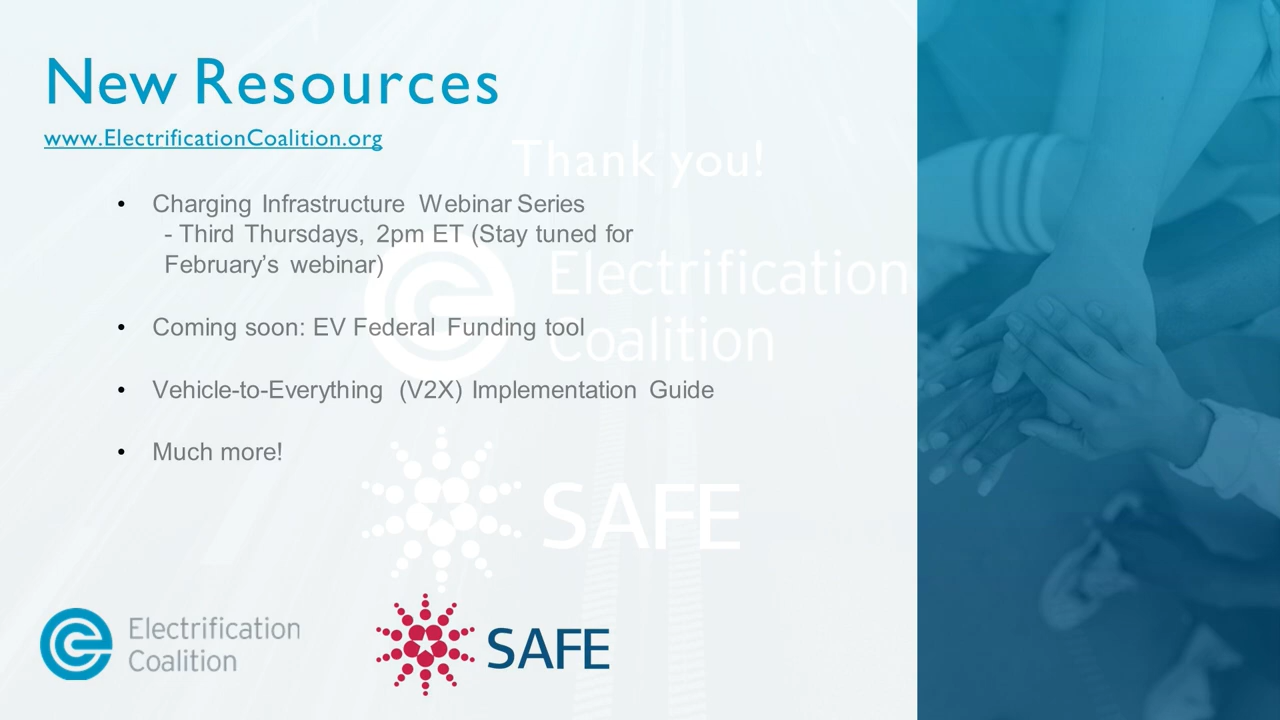 New Resources
www.ElectrificationCoalition.org
Thank you!
• Charging Infrastructure Webinar Series
- Third Thursdays, 2pm ET (Stay tuned for
February’s webinar)
Electrification
Coalition
• Coming soon: EV Federal Funding tool
• Vehicle-to-Everything (V2X) Implementation Guide
• Much more!
SAFE
Electrification
Coalition
SAFE